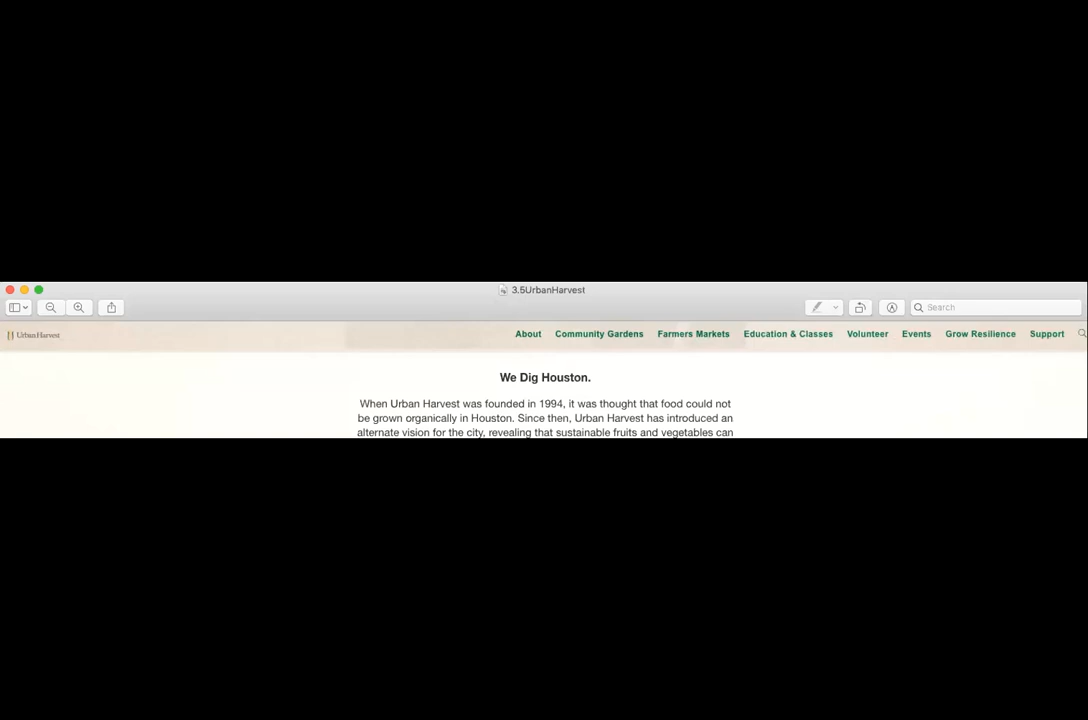 3.5UrbanHarvest
Search
UrbanHarvest
About Community Gardens Farmers Markets Education & Classes Volunteer Events Grow Resilience Support
We Dig Houston.
When Urban Harvest was founded in 1994, it was thought that food could not
be grown organically in Houston. Since then, Urban Harvest has introduced an
alternate vision for the city, revealing that sustainable fruits and vegetables can